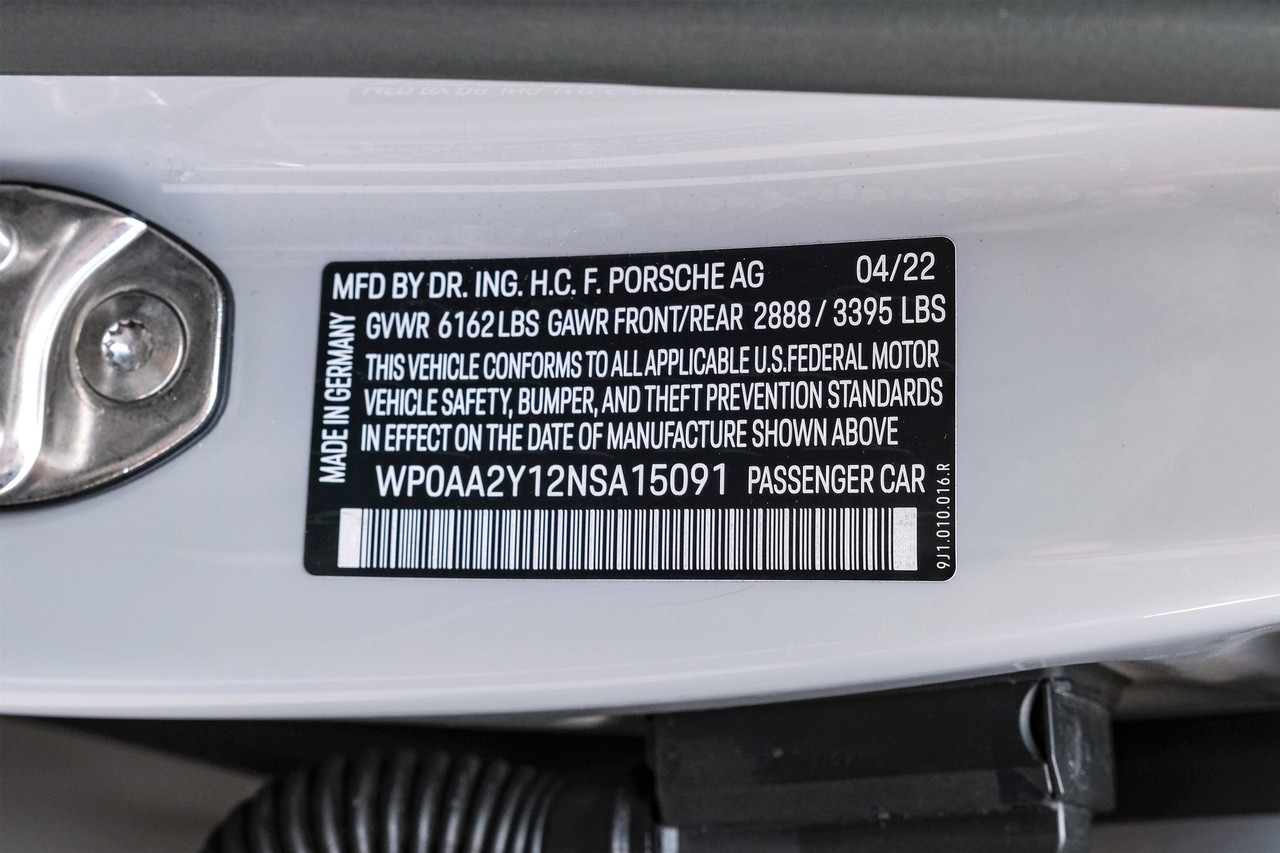 MFD BY DR. ING. H.C. F. PORSCHE AG 04/22
GVWR 6162 LBS GAWR FRONT/REAR 2888 / 3395 LBS
THIS VEHICLE CONFORMS TO ALL APPLICABLE U.S.FEDERAL MOTOR
VEHICLE SAFETY, BUMPER, AND THEFT PREVENTION STANDARDS
IN EFFECT ON THE DATE OF MANUFACTURE SHOWN ABOVE
WP0AA2Y12NSA15091 PASSENGER CAR
MADE IN GERMANY
9J1.010.016.R